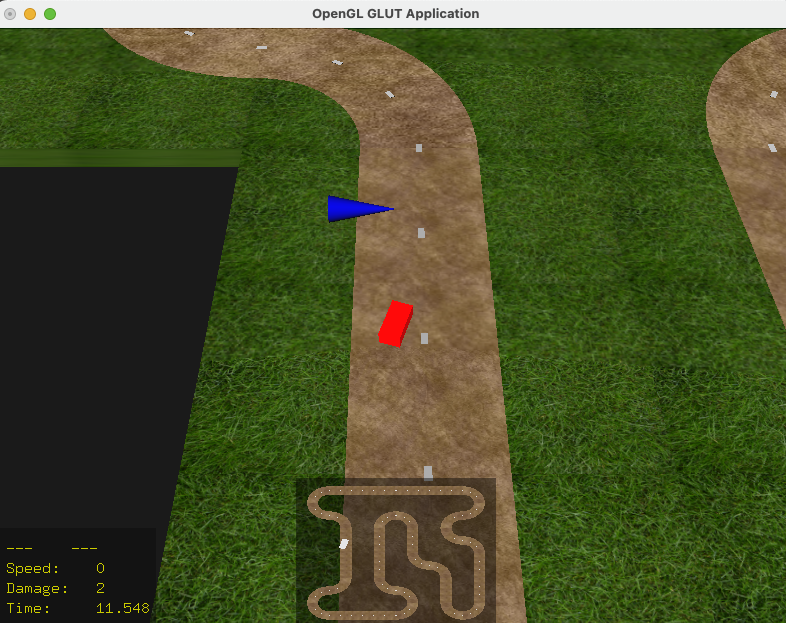 OpenGL GLUT Application
--- ---
Speed: 0
Damage: 2
Time: 11.548